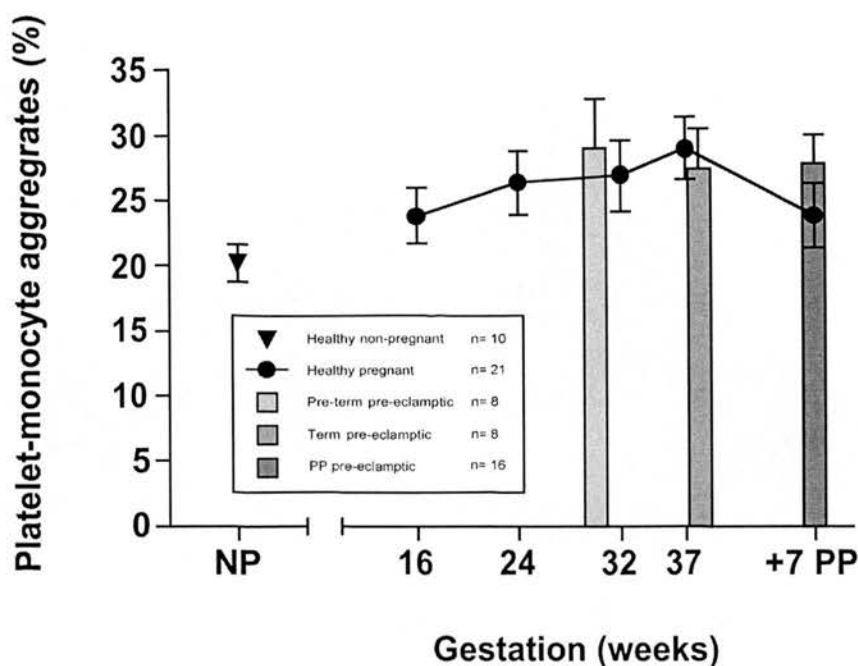 Platelet-monocyte aggregrates (%)
35
30
25
20
15
10
5
0
Healthy non-pregnant n= 10
Healthy pregnant n= 21
Pre-term pre-eclamptic n= 8
Term pre-eclamptic n= 8
PP pre-eclamptic n= 16
NP 16 24 32 37 +7 PP
Gestation (weeks)